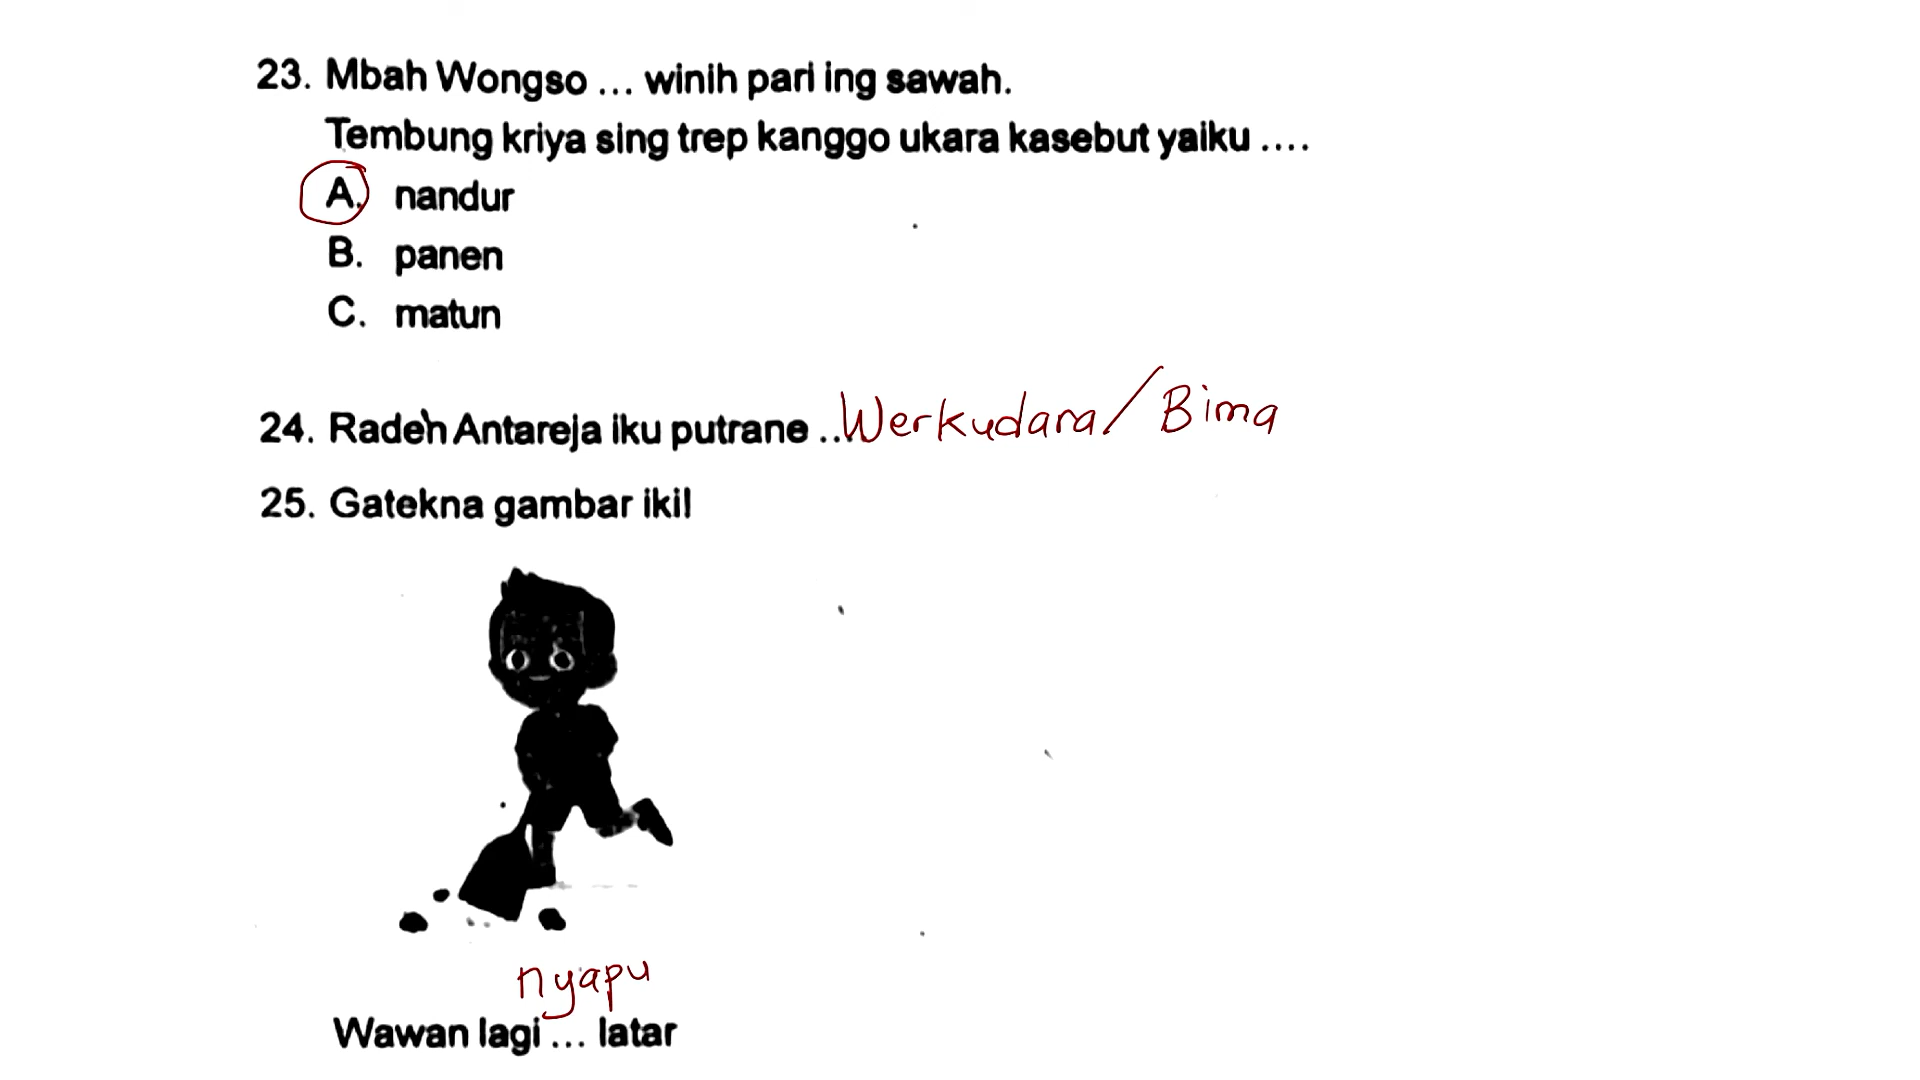 23. Mbah Wongso ... winih pari ing sawah.
Tembung kriya sing trep kanggo ukara kasebut yaiku ....
A. nandur
B. panen
C. matun
24. Raden Antareja iku putrane ... Werkudara / Bima
25. Gatekna gambar iki!
nyapu
Wawan lagi ... latar